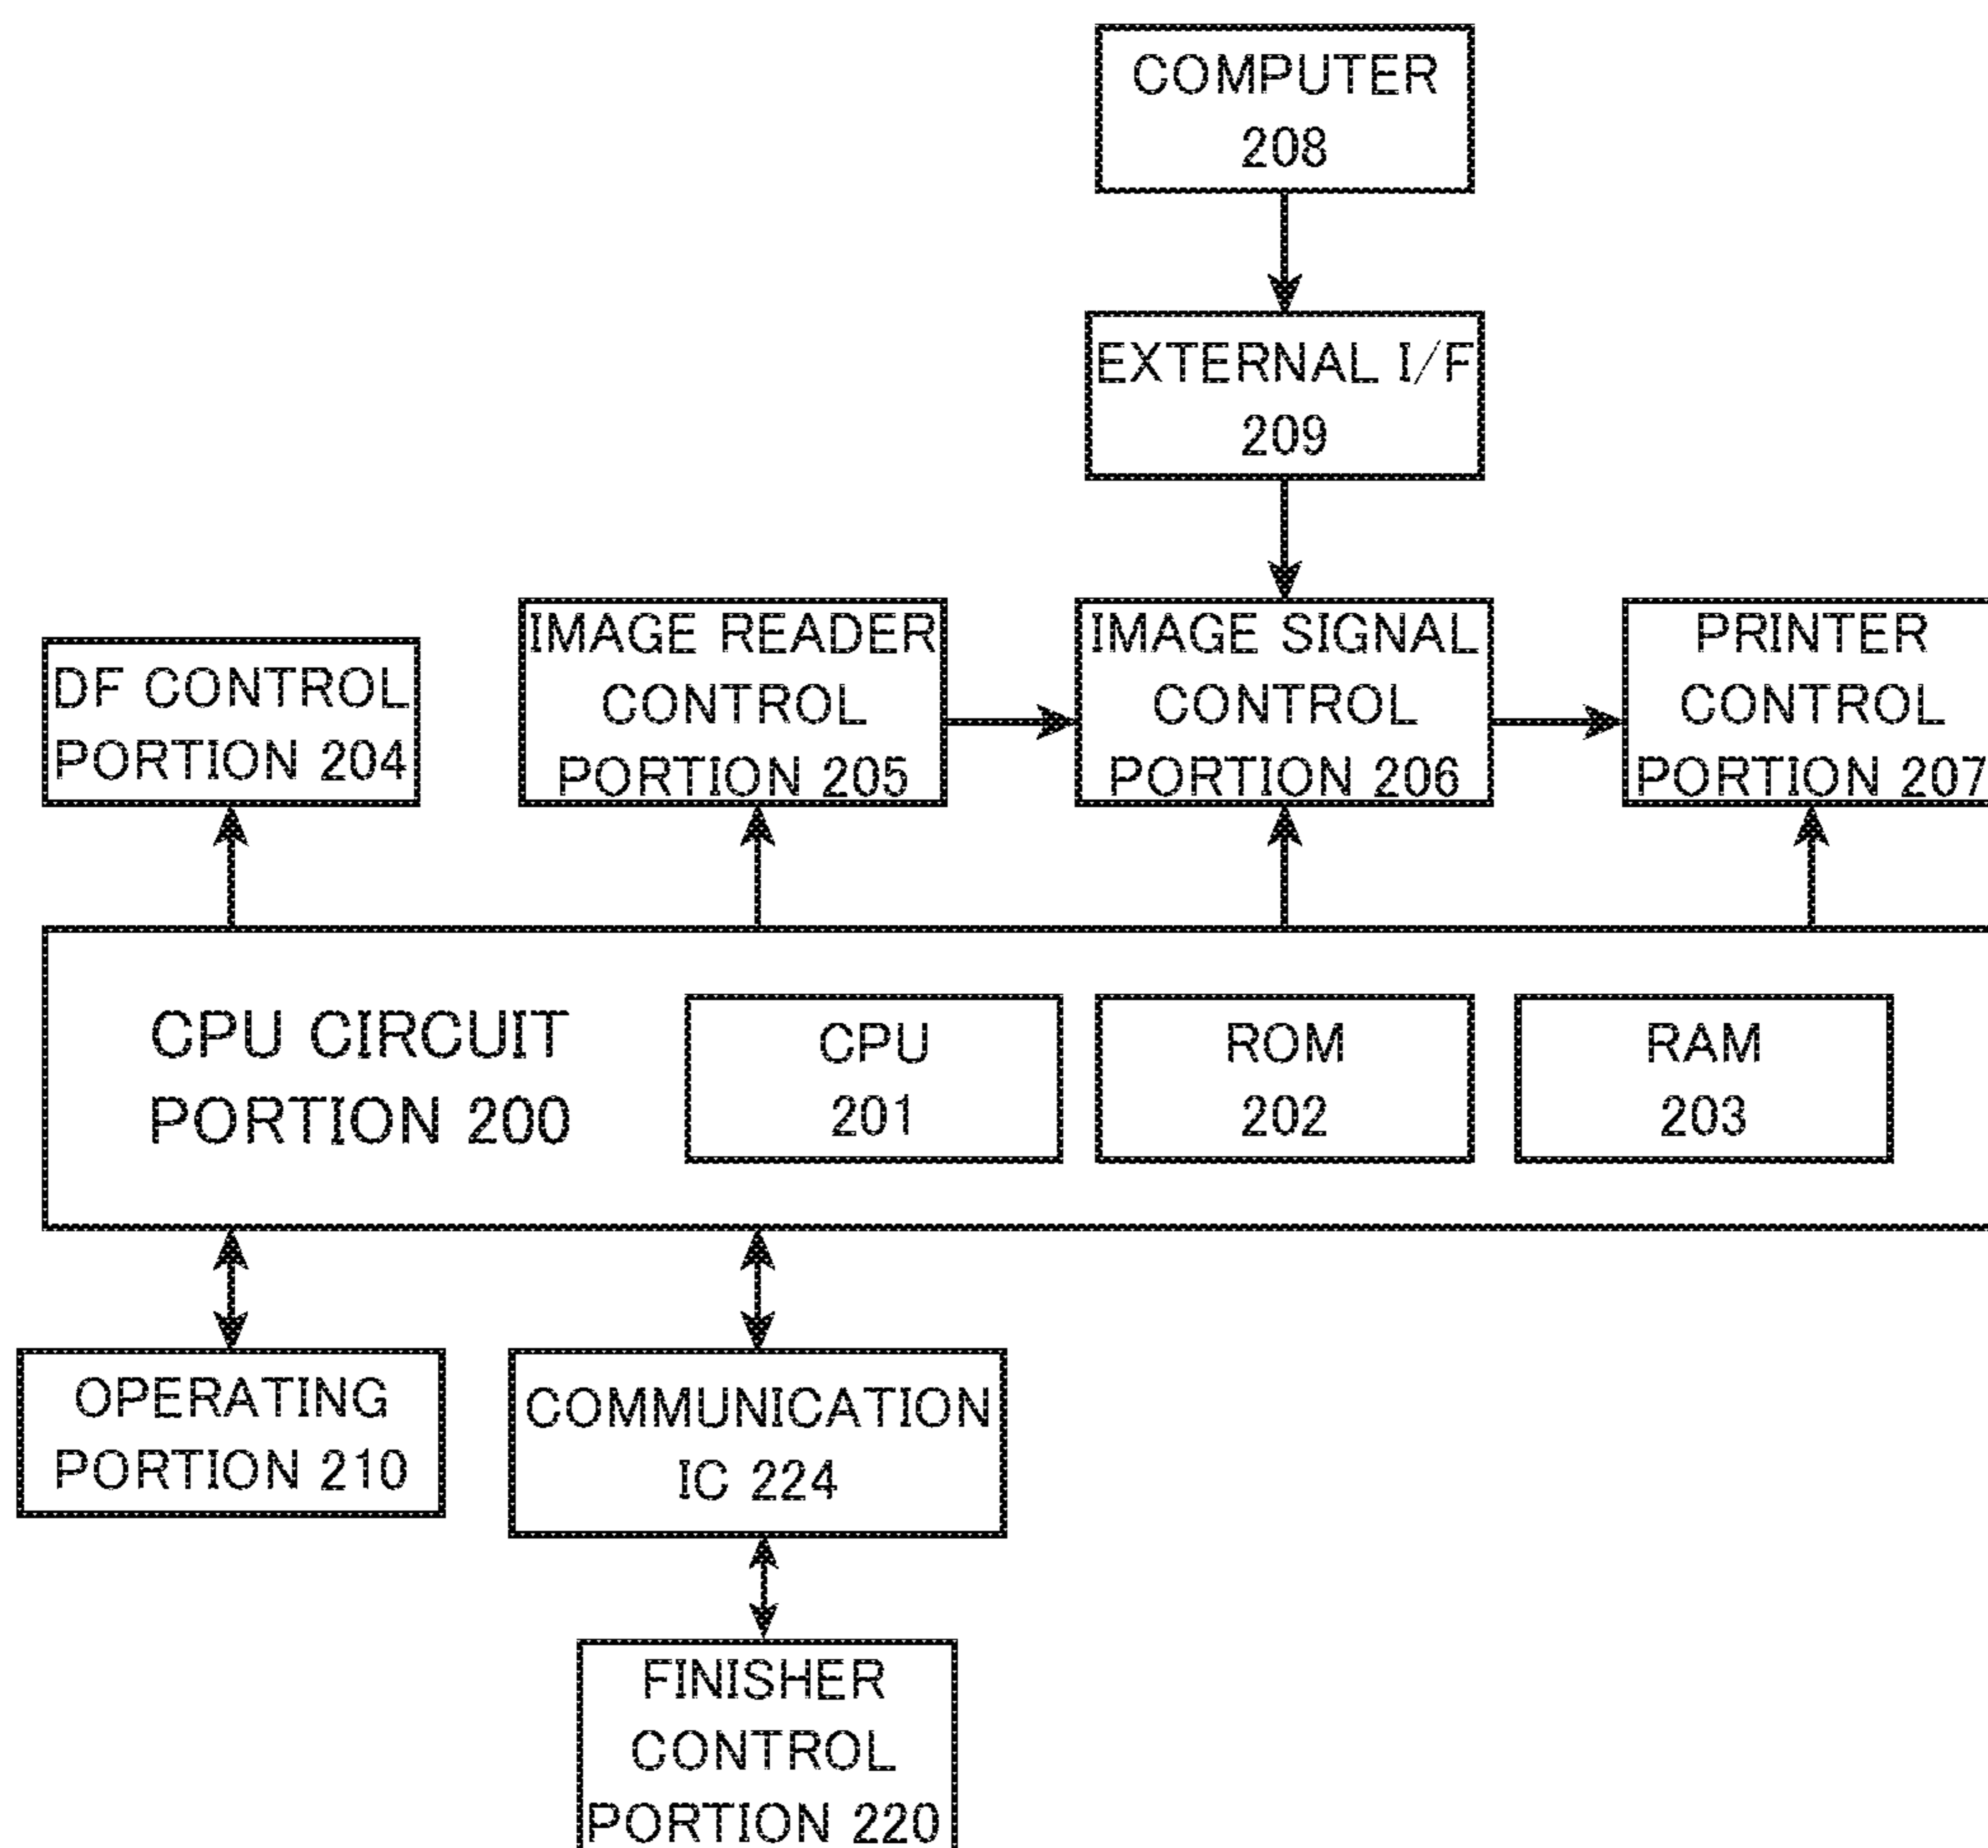 COMPUTER
208
EXTERNAL I/F
209
DF CONTROL
PORTION 204
IMAGE READER
CONTROL
PORTION 205
IMAGE SIGNAL
CONTROL
PORTION 206
PRINTER
CONTROL
PORTION 207
CPU CIRCUIT
PORTION 200
CPU
201
ROM
202
RAM
203
OPERATING
PORTION 210
COMMUNICATION
IC 224
FINISHER
CONTROL
PORTION 220